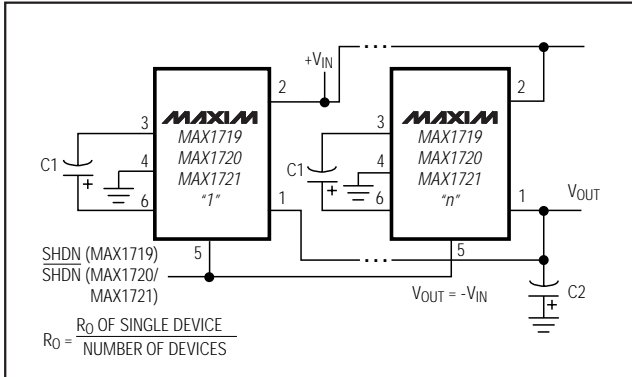 +VIN
2
2
MAXIM
MAX1719
MAX1720
MAX1721
"1"
3
4
6
C1
+
1
5
MAXIM
MAX1719
MAX1720
MAX1721
"n"
3
4
6
C1
+
1
5
VOUT
SHDN (MAX1719)
SHDN (MAX1720/
MAX1721)
VOUT = -VIN
C2
+
RO = RO OF SINGLE DEVICE
NUMBER OF DEVICES